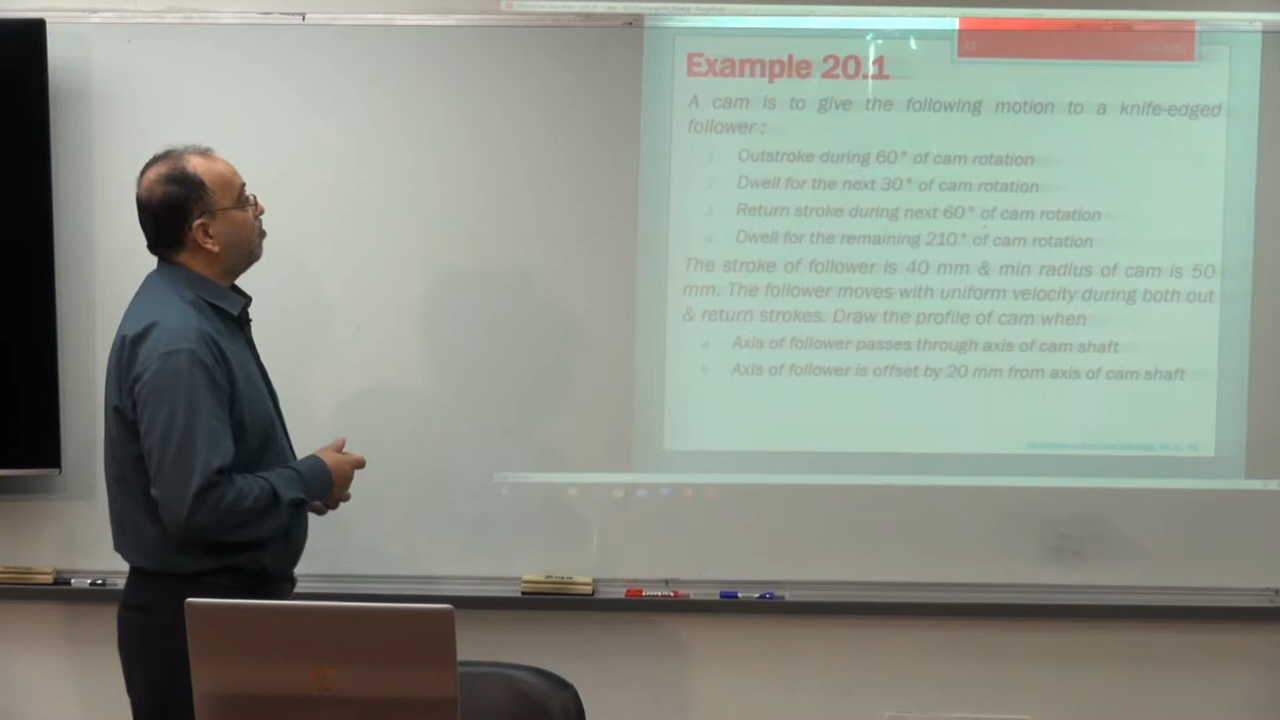 Example 20.1
A cam is to give the following motion to a knife-edged
follower :
Outstroke during 60° of cam rotation
Dwell for the next 30° of cam rotation
Return stroke during next 60° of cam rotation
Dwell for the remaining 210° of cam rotation
The stroke of follower is 40 mm & min radius of cam is 50
mm. The follower moves with uniform velocity during both out
& return strokes. Draw the profile of cam when
Axis of follower passes through axis of cam shaft
Axis of follower is offset by 20 mm from axis of cam shaft